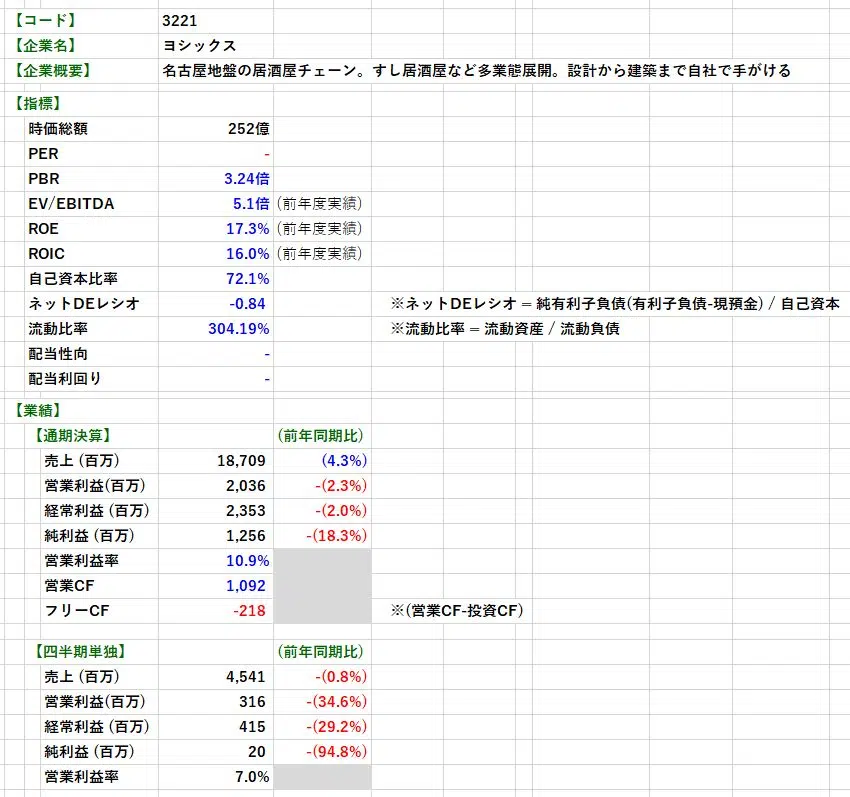 【コード】 3221
【企業名】 ヨシックス
【企業概要】 名古屋地盤の居酒屋チェーン。すし居酒屋など多業態展開。設計から建築まで自社で手がける
【指標】
時価総額 252億
PER -
PBR 3.24倍
EV/EBITDA 5.1倍 (前年度実績)
ROE 17.3% (前年度実績)
ROIC 16.0% (前年度実績)
自己資本比率 72.1%
ネットDEレシオ -0.84 ※ネットDEレシオ = 純有利子負債(有利子負債-現預金) / 自己資本
流動比率 304.19% ※流動比率 = 流動資産 / 流動負債
配当性向 -
配当利回り -
【業績】
【通期決算】 (前年同期比)
売上 (百万) 18,709 (4.3%)
営業利益(百万) 2,036 -(2.3%)
経常利益 (百万) 2,353 -(2.0%)
純利益 (百万) 1,256 -(18.3%)
営業利益率 10.9%
営業CF 1,092
フリーCF -218 ※(営業CF-投資CF)
【四半期単独】 (前年同期比)
売上 (百万) 4,541 -(0.8%)
営業利益(百万) 316 -(34.6%)
経常利益 (百万) 415 -(29.2%)
純利益 (百万) 20 -(94.8%)
営業利益率 7.0%